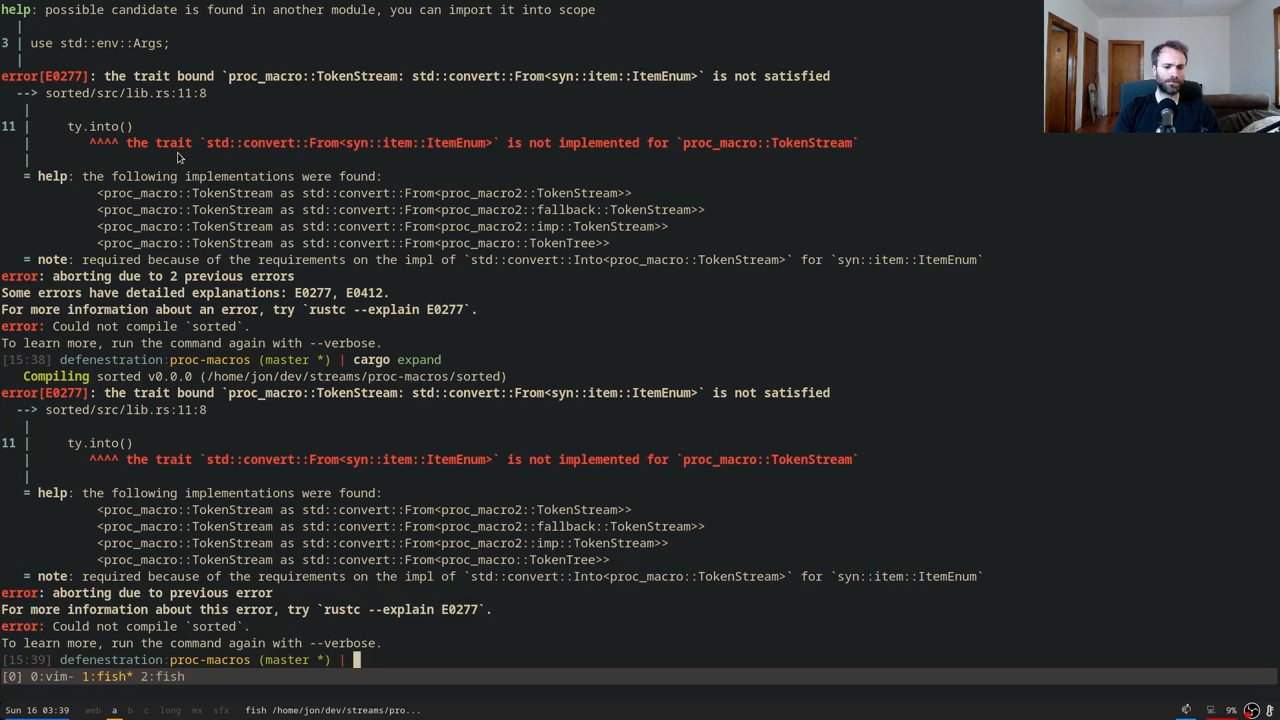 help: possible candidate is found in another module, you can import it into scope
|
3 | use std::env::Args;
|
error[E0277]: the trait bound `proc_macro::TokenStream: std::convert::From<syn::item::ItemEnum>` is not satisfied
--> sorted/src/lib.rs:11:8
|
11 |     ty.into()
|        ^^^^ the trait `std::convert::From<syn::item::ItemEnum>` is not implemented for `proc_macro::TokenStream`
|
= help: the following implementations were found:
<proc_macro::TokenStream as std::convert::From<proc_macro2::TokenStream>>
<proc_macro::TokenStream as std::convert::From<proc_macro2::fallback::TokenStream>>
<proc_macro::TokenStream as std::convert::From<proc_macro2::imp::TokenStream>>
<proc_macro::TokenStream as std::convert::From<proc_macro::TokenTree>>
= note: required because of the requirements on the impl of `std::convert::Into<proc_macro::TokenStream>` for `syn::item::ItemEnum`
error: aborting due to 2 previous errors
Some errors have detailed explanations: E0277, E0412.
For more information about an error, try `rustc --explain E0277`.
error: Could not compile `sorted`.
To learn more, run the command again with --verbose.
[15:38] defenestration:proc-macros (master *) | cargo expand
Compiling sorted v0.0.0 (/home/jon/dev/streams/proc-macros/sorted)
error[E0277]: the trait bound `proc_macro::TokenStream: std::convert::From<syn::item::ItemEnum>` is not satisfied
--> sorted/src/lib.rs:11:8
|
11 |     ty.into()
|        ^^^^ the trait `std::convert::From<syn::item::ItemEnum>` is not implemented for `proc_macro::TokenStream`
|
= help: the following implementations were found:
<proc_macro::TokenStream as std::convert::From<proc_macro2::TokenStream>>
<proc_macro::TokenStream as std::convert::From<proc_macro2::fallback::TokenStream>>
<proc_macro::TokenStream as std::convert::From<proc_macro2::imp::TokenStream>>
<proc_macro::TokenStream as std::convert::From<proc_macro::TokenTree>>
= note: required because of the requirements on the impl of `std::convert::Into<proc_macro::TokenStream>` for `syn::item::ItemEnum`
error: aborting due to previous error
For more information about this error, try `rustc --explain E0277`.
error: Could not compile `sorted`.
To learn more, run the command again with --verbose.
[15:39] defenestration:proc-macros (master *) |
[0] 0:vim- 1:fish* 2:fish
Sun 16 03:39 web a b c long mx sfx fish /home/jon/dev/streams/pro... 9%